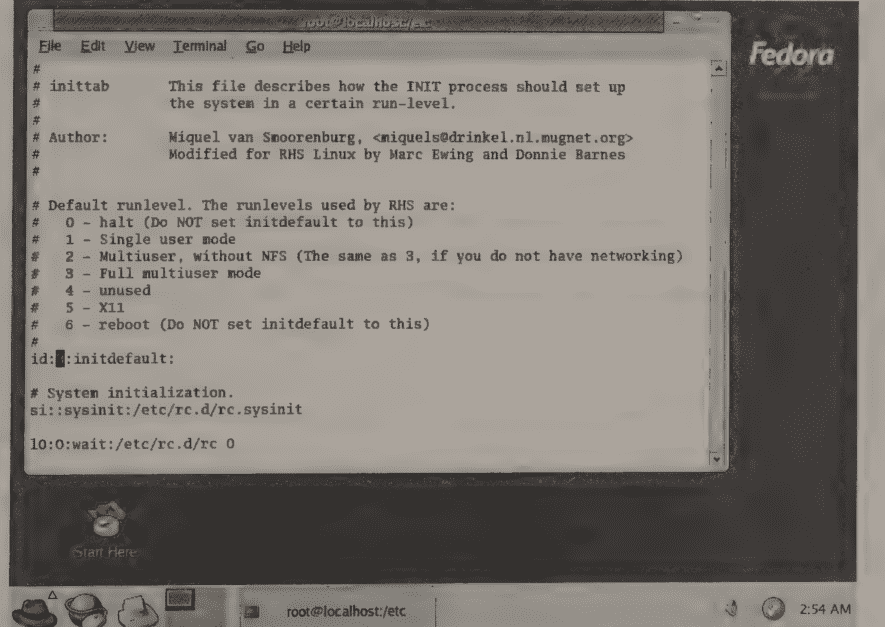 root@localhost:/etc
File Edit View Terminal Go Help
#
# inittab This file describes how the INIT process should set up
# the system in a certain run-level.
#
# Author: Miquel van Smoorenburg, <miquels@drinkel.nl.mugnet.org>
# Modified for RHS Linux by Marc Ewing and Donnie Barnes
#
# Default runlevel. The runlevels used by RHS are:
# 0 - halt (Do NOT set initdefault to this)
# 1 - Single user mode
# 2 - Multiuser, without NFS (The same as 3, if you do not have networking)
# 3 - Full multiuser mode
# 4 - unused
# 5 - X11
# 6 - reboot (Do NOT set initdefault to this)
#
id: :initdefault:
# System initialization.
si::sysinit:/etc/rc.d/rc.sysinit
l0:0:wait:/etc/rc.d/rc 0
Fedora
Start Here
root@localhost:/etc
2:54 AM